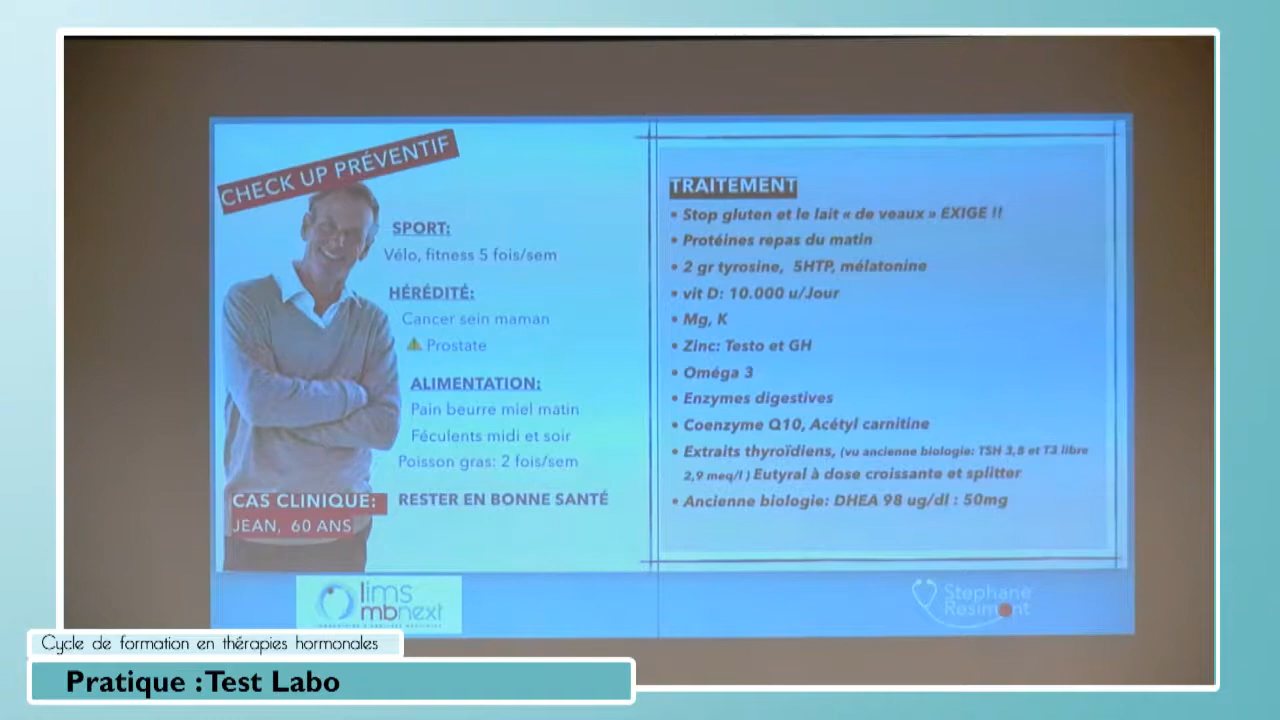 CHECK UP PRÉVENTIF
SPORT:
Vélo, fitness 5 fois/sem
HÉRÉDITÉ:
Cancer sein maman
Prostate
ALIMENTATION:
Pain beurre miel matin
Féculents midi et soir
Poisson gras: 2 fois/sem
CAS CLINIQUE:
JEAN, 60 ANS
RESTER EN BONNE SANTÉ
TRAITEMENT
• Stop gluten et le lait « de veaux » EXIGE !!
• Protéines repas du matin
• 2 gr tyrosine, 5HTP, mélatonine
• vit D: 10.000 u/Jour
• Mg, K
• Zinc: Testo et GH
• Oméga 3
• Enzymes digestives
• Coenzyme Q10, Acétyl carnitine
• Extraits thyroïdiens, (vu ancienne biologie: TSH 3,8 et T3 libre
2,9 meq/l ) Eutyral à dose croissante et splitter
• Ancienne biologie: DHEA 98 ug/dl : 50mg
lims
mbnext
Stephane
Resimont
Cycle de formation en thérapies hormonales
Pratique : Test Labo